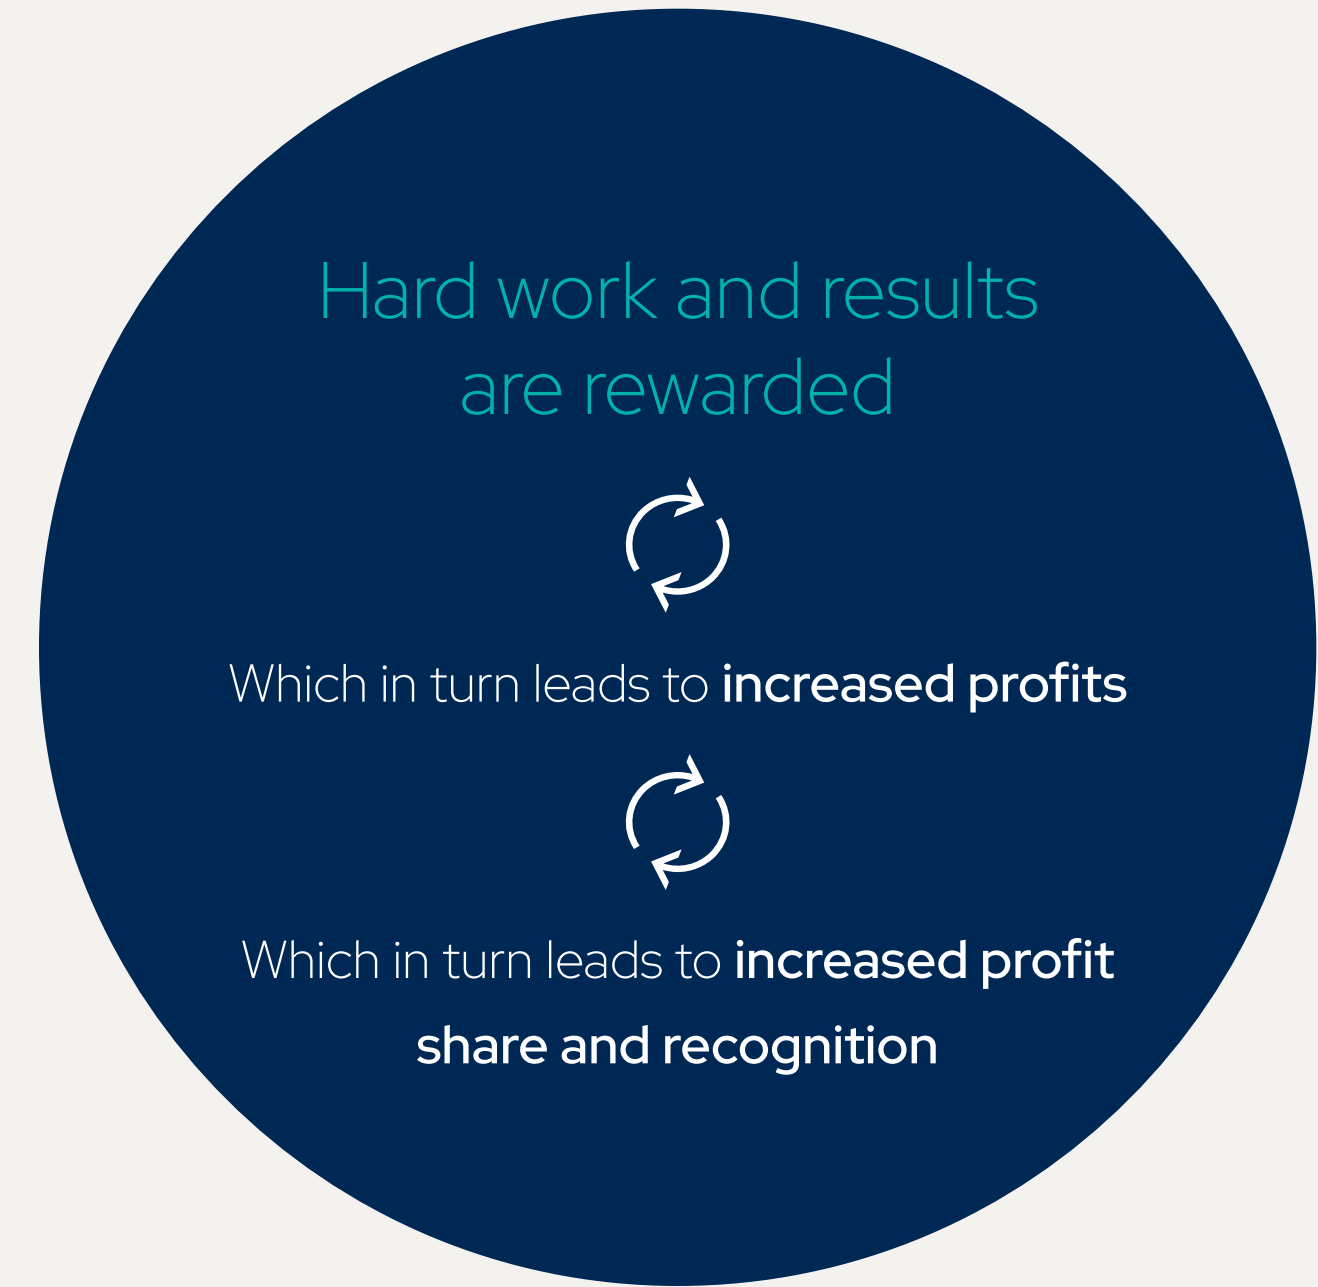 Hard work and results
are rewarded
Which in turn leads to increased profits
Which in turn leads to increased profit
share and recognition